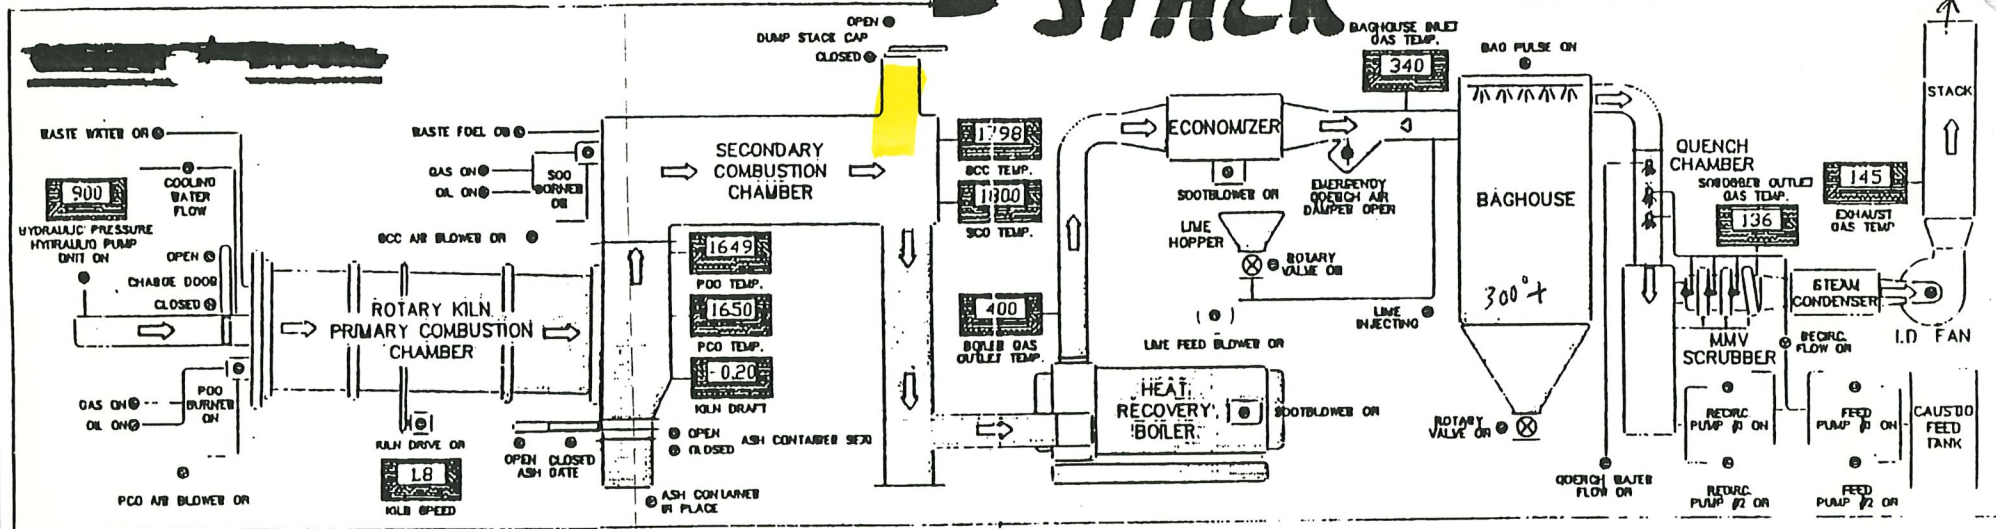 STACK
OPEN
DUMP STACK CAP
CLOSED
BAGHOUSE INLET
GAS TEMP.
340
BAG PULSE ON
STACK
WASTE WATER ON
COOLING
WATER
FLOW
900
HYDRAULIC PRESSURE
HYDRAULIC PUMP
UNIT ON
OPEN
CHARGE DOOR
CLOSED
GAS ON
OIL ON
PCC
BURNER
ON
PCC AIR BLOWER ON
ROTARY KILN
PRIMARY COMBUSTION
CHAMBER
KILN DRIVE ON
1.8
KILN SPEED
WASTE FUEL ON
GAS ON
OIL ON
SCC
BURNER
ON
SCC AIR BLOWER ON
SECONDARY
COMBUSTION
CHAMBER
1798
SCC TEMP.
1800
SCC TEMP.
1649
PCC TEMP.
1650
PCC TEMP.
-0.20
KILN DRAFT
OPEN CLOSED
ASH GATE
OPEN
CLOSED
ASH CONTAINER
ASH CONTAINER
IN PLACE
400
BOILER GAS
OUTLET TEMP.
HEAT
RECOVERY
BOILER
SOOTBLOWER ON
ECONOMIZER
SOOTBLOWER ON
EMERGENCY
QUENCH AIR
DAMPER OPEN
LIME
HOPPER
ROTARY
VALVE ON
LIME FEED BLOWER ON
LIME
INJECTING
BAGHOUSE
300°+
ROTARY
VALVE ON
QUENCH
CHAMBER
QUENCH WATER
FLOW ON
SCRUBBER OUTLET
GAS TEMP.
136
145
EXHAUST
GAS TEMP
MMV
SCRUBBER
STEAM
CONDENSER
I.D FAN
RECIRC.
FLOW ON
RECIRC.
PUMP #1 ON
RECIRC.
PUMP #2 ON
FEED
PUMP #1 ON
FEED
PUMP #2 ON
CAUSTIC
FEED
TANK